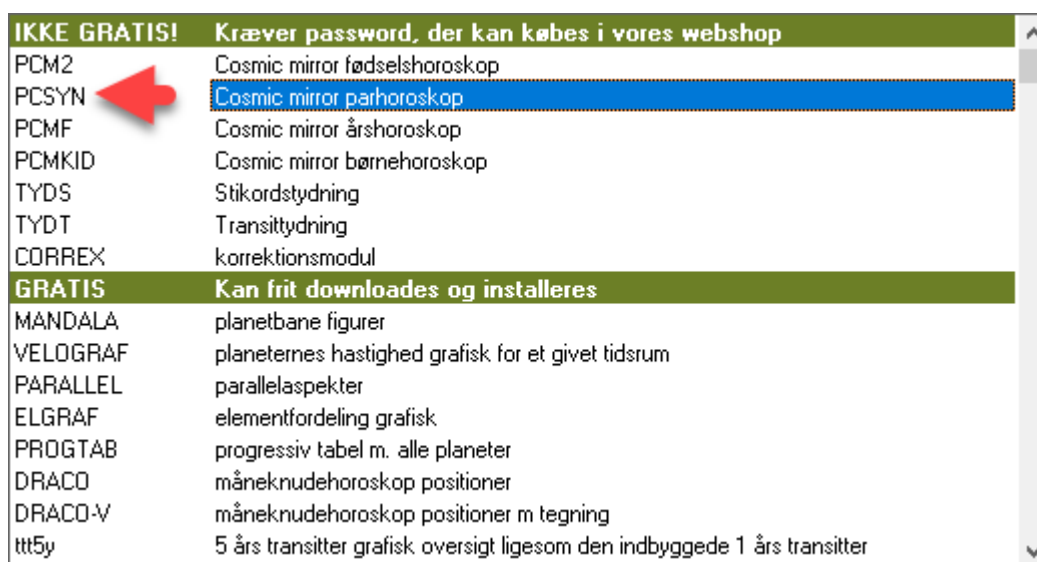 IKKE GRATIS! Kræver password, der kan købes i vores webshop
PCM2 Cosmic mirror fødselshoroskop
PCSYN Cosmic mirror parhoroskop
PCMF Cosmic mirror årshoroskop
PCMKID Cosmic mirror børnehoroskop
TYDS Stikordstydning
TYDT Transittydning
CORREX korrektionsmodul
GRATIS Kan frit downloades og installeres
MANDALA planetbane figurer
VELOGRAF planeternes hastighed grafisk for et givet tidsrum
PARALLEL parallelaspekter
ELGRAF elementfordeling grafisk
PROGTAB progressiv tabel m. alle planeter
DRACO måneknudehoroskop positioner
DRACO-V måneknudehoroskop positioner m tegning
ttt5y 5 års transitter grafisk oversigt ligesom den indbyggede 1 års transitter